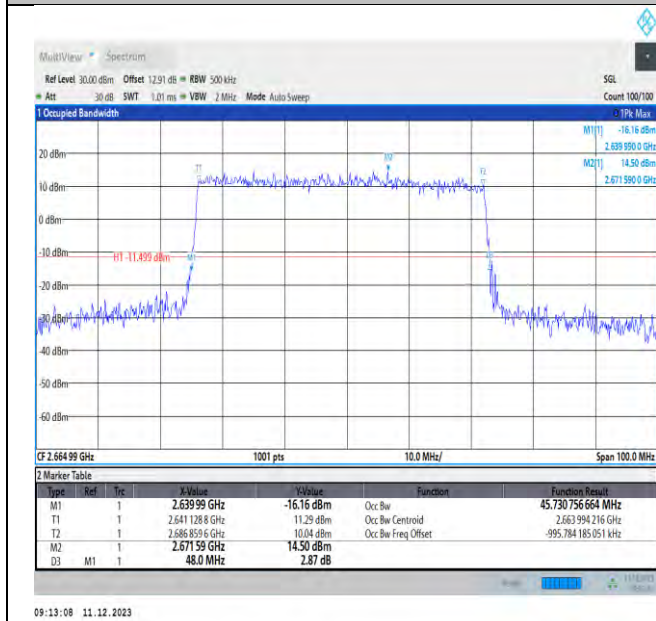 MultiView Spectrum
Ref Level 30.00 dBm Offset 12.91 dB RBW 500 kHz SGL
Att 30 dB SWT 1.01 ms VBW 2 MHz Mode Auto Sweep Count 100/100
1 Occupied Bandwidth 1Pk Max
M1[1] -16.16 dBm
2.639 990 0 GHz
M2[1] 14.50 dBm
2.671 590 0 GHz
20 dBm
T1 M2 T2
10 dBm
0 dBm
-10 dBm
H1 -11.499 dBm M1
-20 dBm
-30 dBm
-40 dBm
-50 dBm
-60 dBm
CF 2.664 99 GHz 1001 pts 10.0 MHz/ Span 100.0 MHz
2 Marker Table
Type Ref Trc X-Value Y-Value Function Function Result
M1 1 2.639 99 GHz -16.16 dBm Occ Bw 45.730 756 664 MHz
T1 1 2.641 128 8 GHz 11.29 dBm Occ Bw Centroid 2.663 994 216 GHz
T2 1 2.686 859 6 GHz 10.04 dBm Occ Bw Freq Offset -995.784 185 051 kHz
M2 1 2.671 59 GHz 14.50 dBm
D3 M1 1 48.0 MHz 2.87 dB
09:13:08 11.12.2023